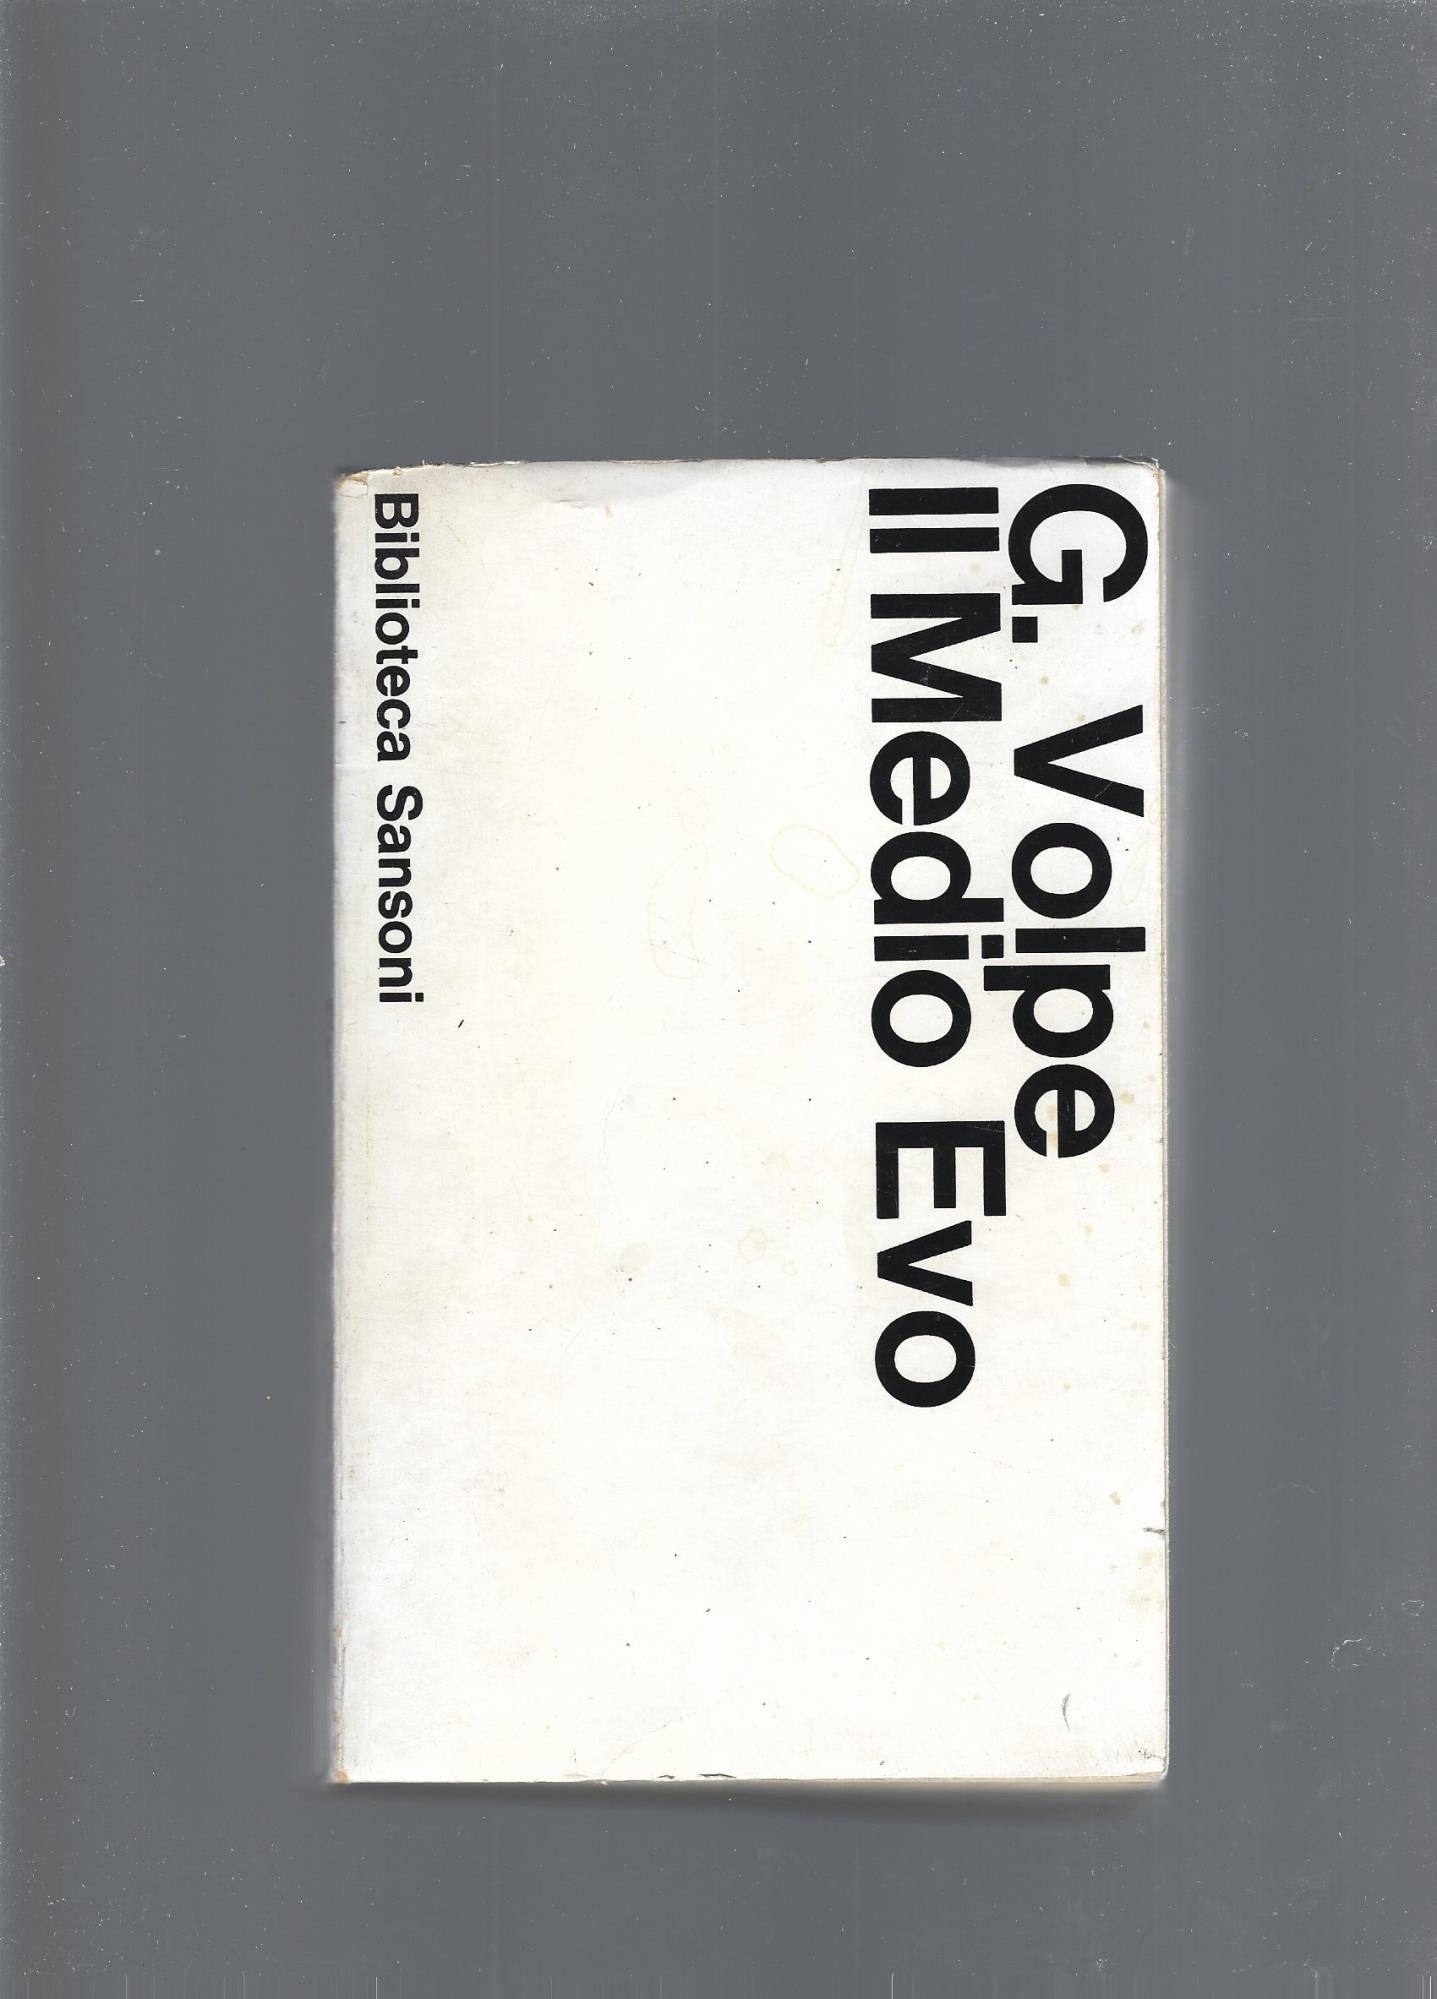 G. Volpe
Il Medio Evo
Biblioteca Sansoni